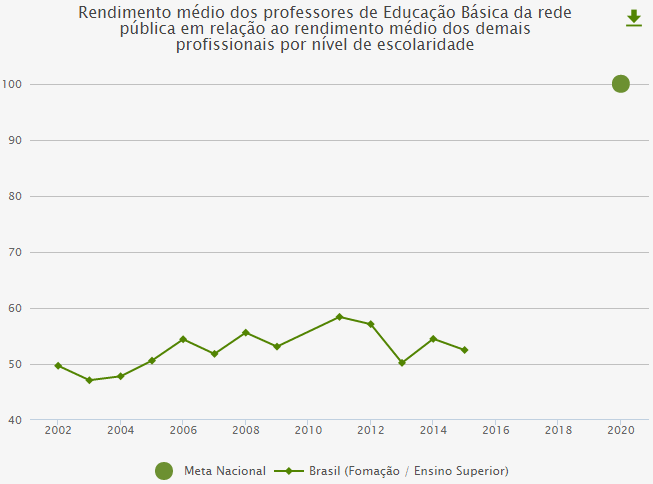 Rendimento médio dos professores de Educação Básica da rede
pública em relação ao rendimento médio dos demais
profissionais por nível de escolaridade
100
90
80
70
60
50
40
2002 2004 2006 2008 2010 2012 2014 2016 2018 2020
Meta Nacional Brasil (Fomação / Ensino Superior)